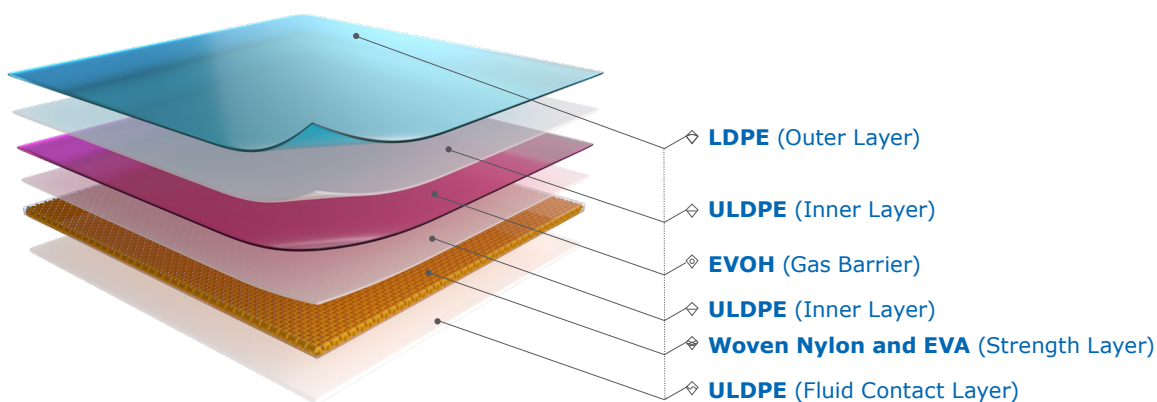 LDPE (Outer Layer)
ULDPE (Inner Layer)
EVOH (Gas Barrier)
ULDPE (Inner Layer)
Woven Nylon and EVA (Strength Layer)
ULDPE (Fluid Contact Layer)